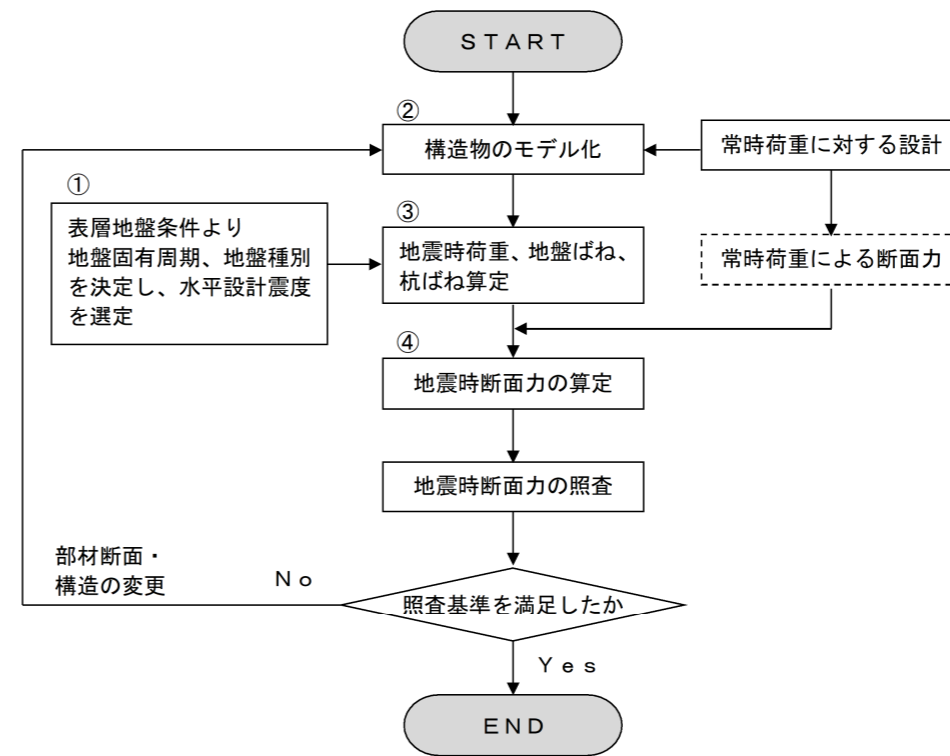 START
②
構造物のモデル化
常時荷重に対する設計
①
表層地盤条件より
地盤固有周期、地盤種別
を決定し、水平設計震度
を選定
③
地震時荷重、地盤ばね、
杭ばね算定
常時荷重による断面力
④
地震時断面力の算定
地震時断面力の照査
部材断面・
構造の変更
No
照査基準を満足したか
Yes
END